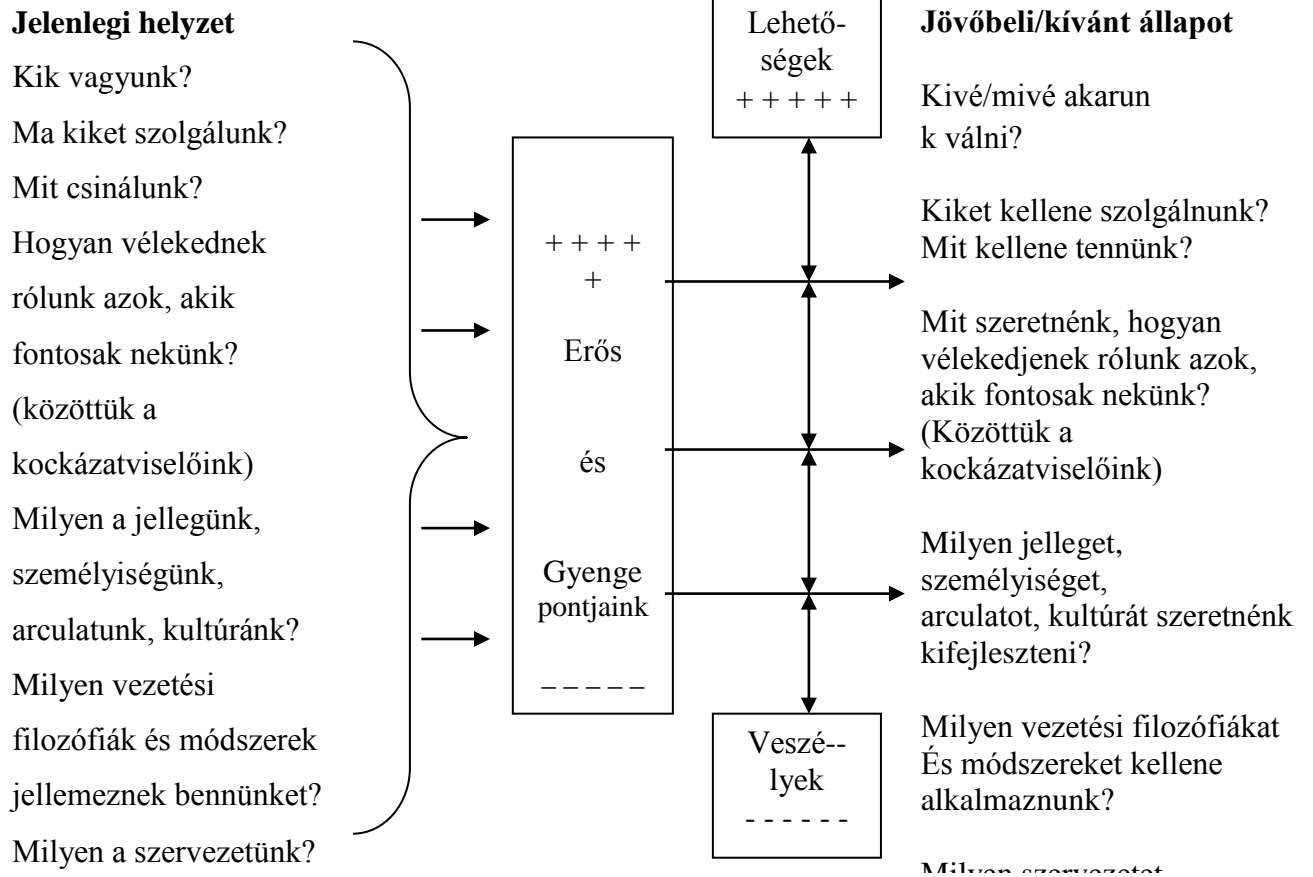 Jelenlegi helyzet
Kik vagyunk?
Ma kiket szolgálunk?
Mit csinálunk?
Hogyan vélekednek
rólunk azok, akik
fontosak nekünk?
(közöttük a
kockázatviselőink)
Milyen a jellegünk,
személyiségünk,
arculatunk, kultúránk?
Milyen vezetési
filozófiák és módszerek
jellemeznek bennünket?
Milyen a szervezetünk?
+ + + +
+
Erős
és
Gyenge
pontjaink
– – – – –
Lehető-
ségek
+ + + + +
Veszé--
lyek
- - - - - -
Jövőbeli/kívánt állapot
Kivé/mivé akarun
k válni?
Kiket kellene szolgálnunk?
Mit kellene tennünk?
Mit szeretnénk, hogyan
vélekedjenek rólunk azok,
akik fontosak nekünk?
(Közöttük a
kockázatviselőink)
Milyen jelleget,
személyiséget,
arculatot, kultúrát szeretnénk
kifejleszteni?
Milyen vezetési filozófiákat
És módszereket kellene
alkalmaznunk?
Milyen szervezetet